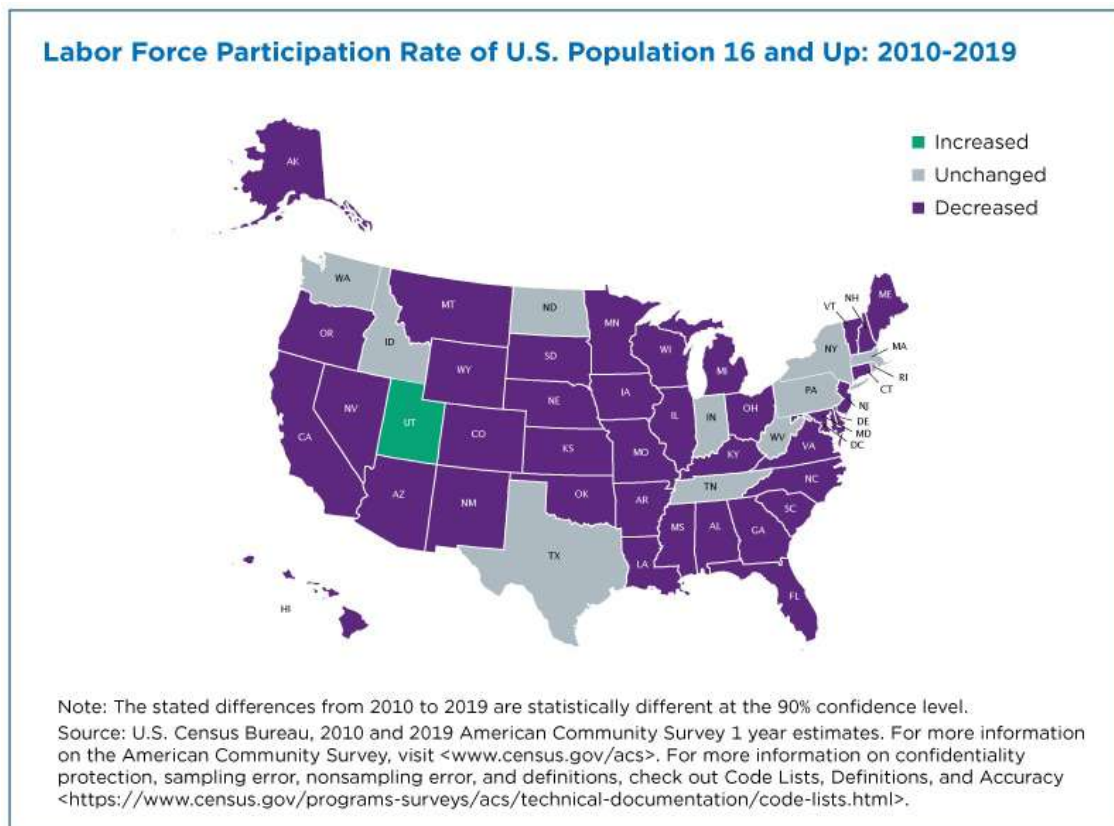 Labor Force Participation Rate of U.S. Population 16 and Up: 2010-2019
AK
Increased
Unchanged
Decreased
WA
MT
ND
MN
VT
NH
ME
OR
ID
SD
WI
NY
MA
WY
MI
RI
CT
NE
IA
PA
NJ
NV
UT
IL
IN
OH
DE
MD
DC
CA
CO
KS
MO
WV
VA
KY
AZ
NM
OK
AR
TN
NC
SC
MS
AL
GA
TX
LA
FL
HI
Note: The stated differences from 2010 to 2019 are statistically different at the 90% confidence level.
Source: U.S. Census Bureau, 2010 and 2019 American Community Survey 1 year estimates. For more information
on the American Community Survey, visit <www.census.gov/acs>. For more information on confidentiality
protection, sampling error, nonsampling error, and definitions, check out Code Lists, Definitions, and Accuracy
<https://www.census.gov/programs-surveys/acs/technical-documentation/code-lists.html>.